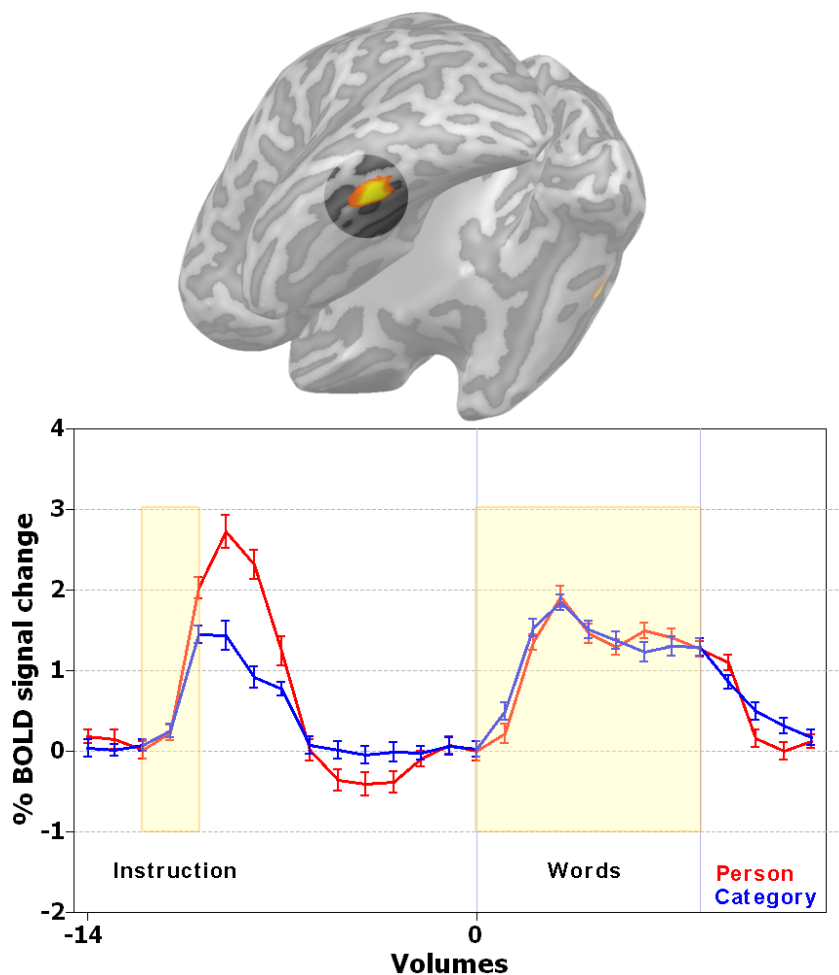 % BOLD signal change
4
3
2
1
0
-1
-2
Instruction
Words
Person
Category
-14
0
Volumes